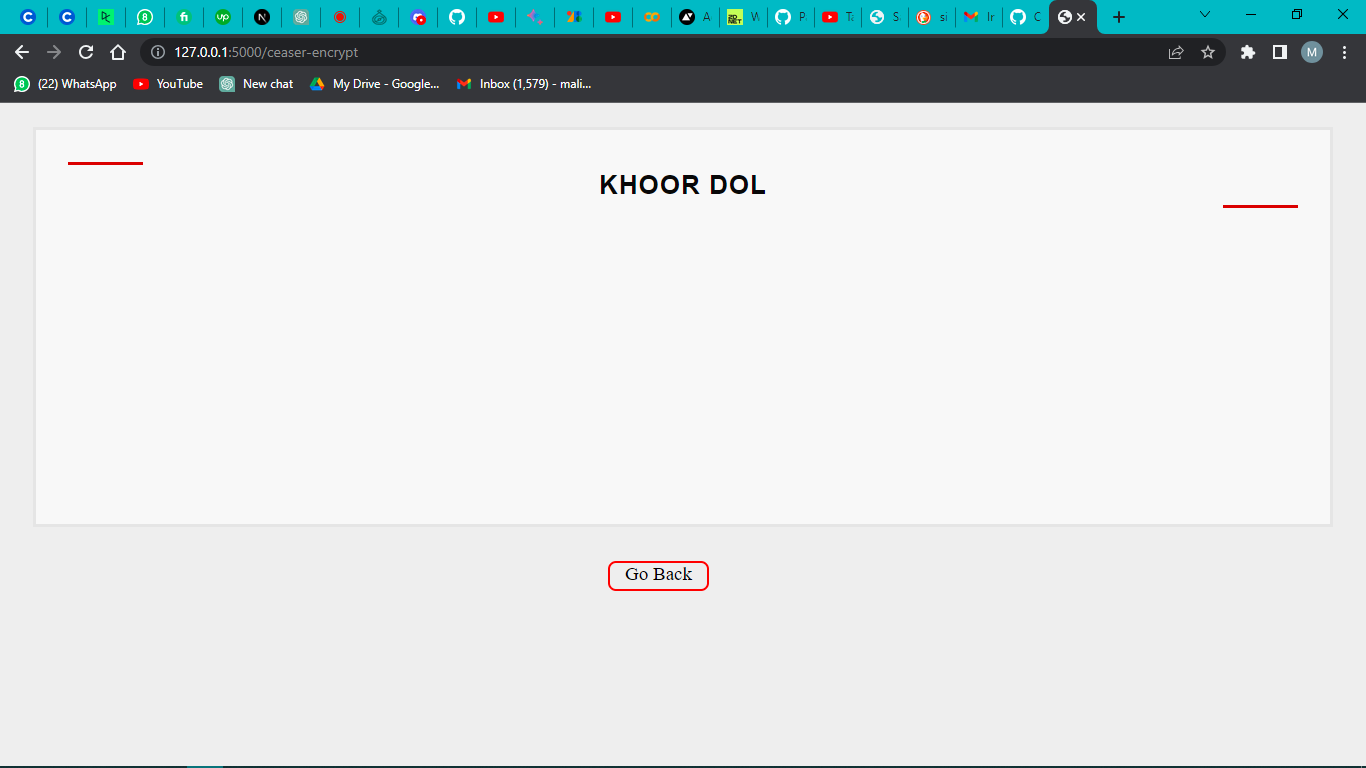 A
V
P
Ta
S
si
Ir
C
127.0.0.1:5000/ceaser-encrypt
M
(22) WhatsApp
YouTube
New chat
My Drive - Google...
Inbox (1,579) - mali...
KHOOR DOL
Go Back